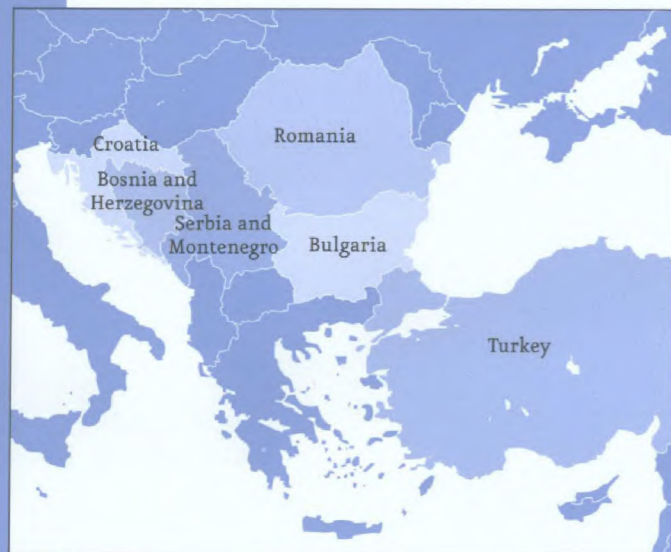 Croatia
Romania
Bosnia and
Herzegovina
Serbia and
Montenegro
Bulgaria
Turkey